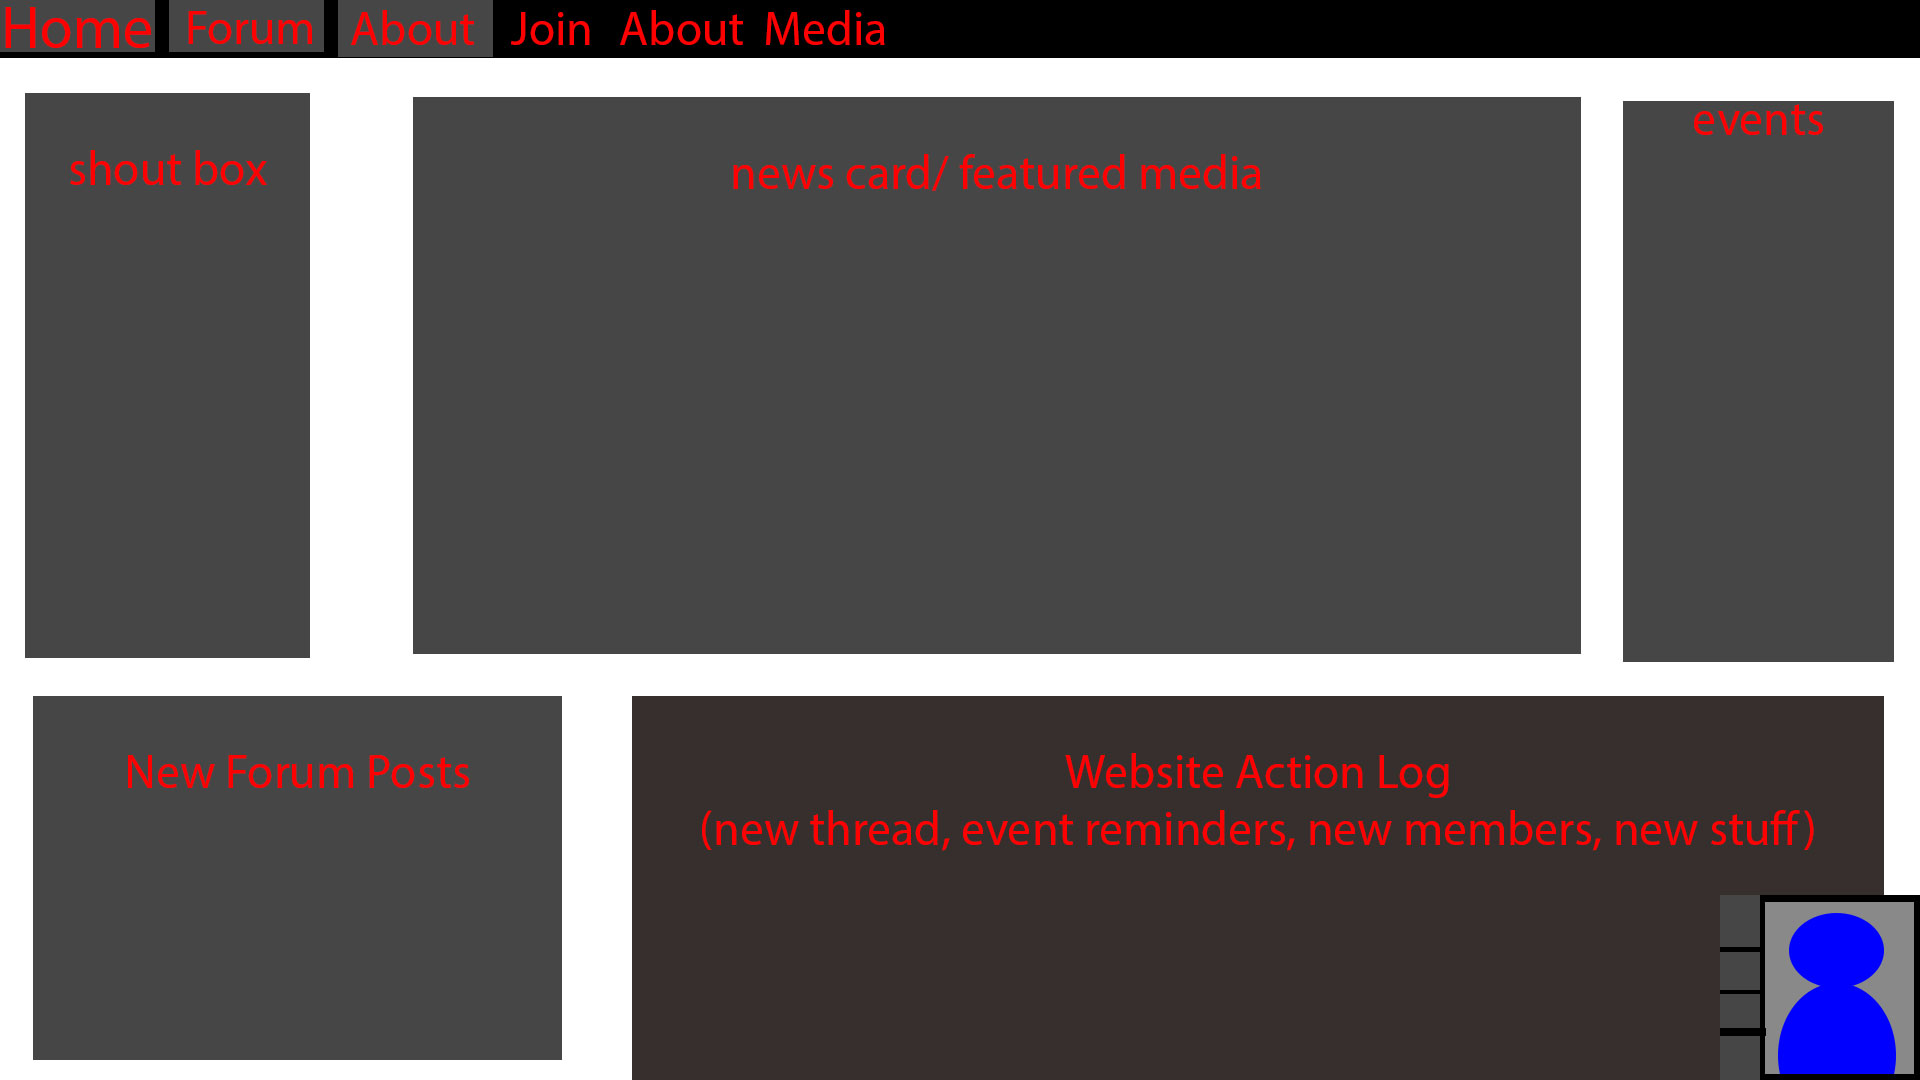 Home Forum About Join About Media
shout box
news card/ featured media
events
New Forum Posts
Website Action Log
(new thread, event reminders, new members, new stuff)